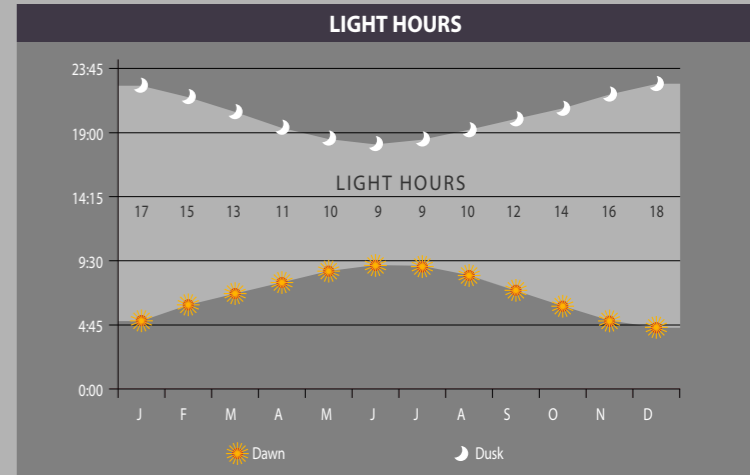 LIGHT HOURS
23:45
19:00
14:15
9:30
4:45
0:00
LIGHT HOURS
17 15 13 11 10 9 9 10 12 14 16 18
J F M A M J J A S O N D
Dawn Dusk